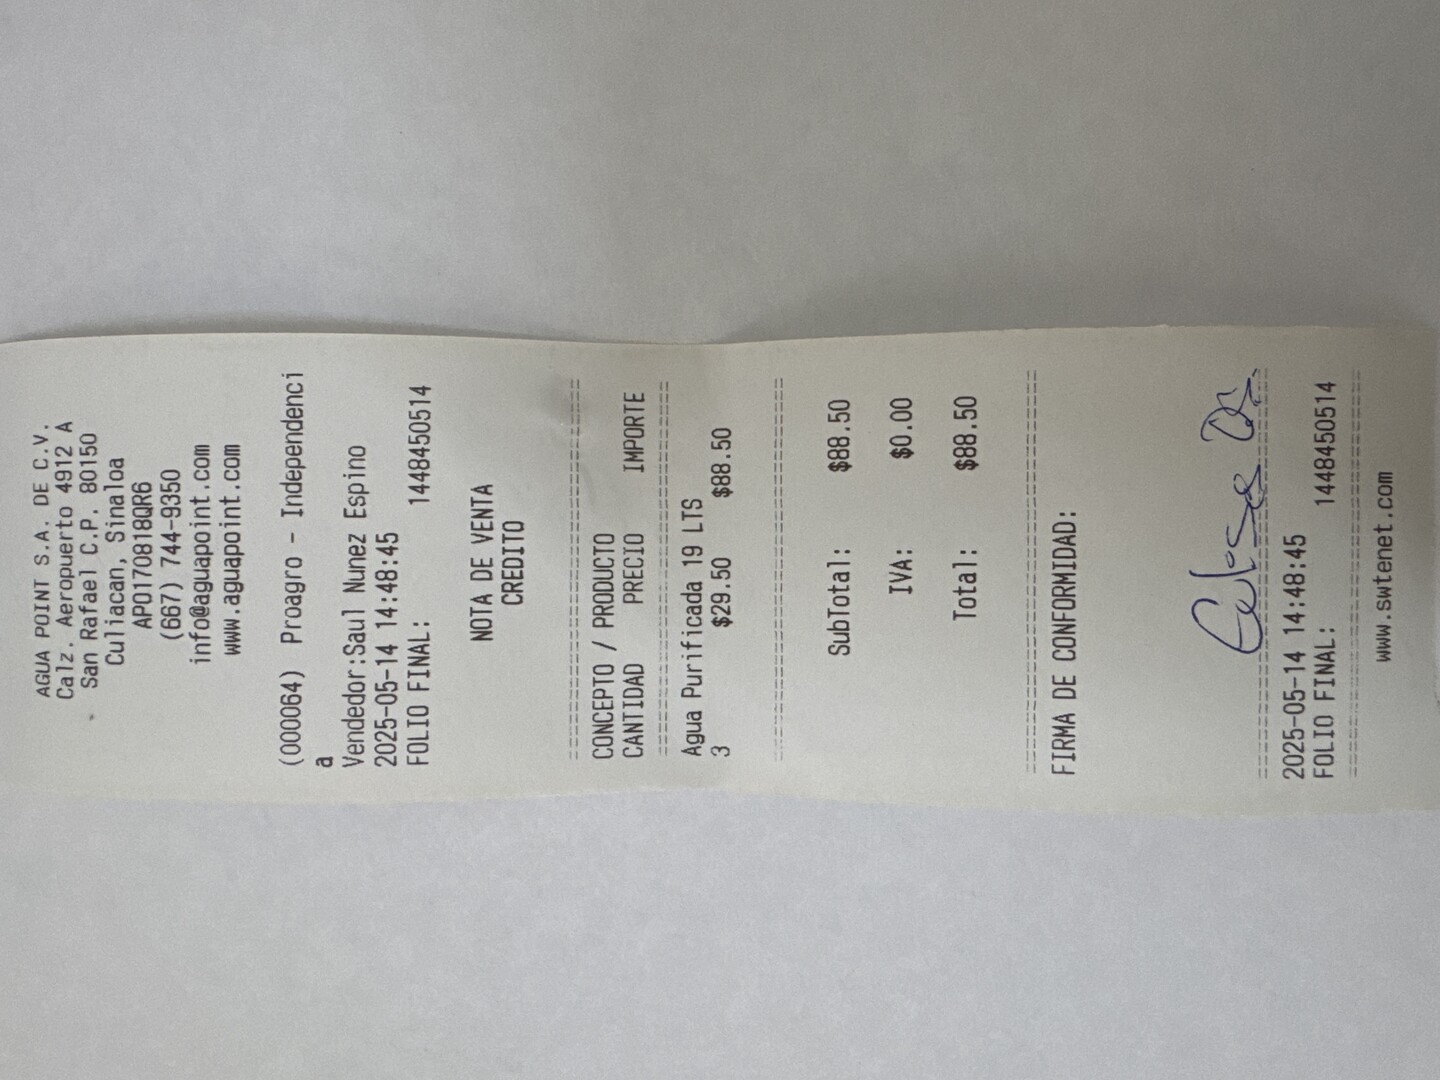 AGUA POINT S.A. DE C.V.
Calz. Aeropuerto 4912 A
San Rafael C.P. 80150
Culiacan, Sinaloa
APO170818QR6
(667) 744-9350
info@aguapoint.com
www.aguapoint.com
(000064) Proagro - Independenci
a
Vendedor:Saul Nunez Espino
2025-05-14 14:48:45
FOLIO FINAL: 1448450514
NOTA DE VENTA
CREDITO
CONCEPTO / PRODUCTO
CANTIDAD PRECIO IMPORTE
Agua Purificada 19 LTS
3 $29.50 $88.50
SubTotal: $88.50
IVA: $0.00
Total: $88.50
FIRMA DE CONFORMIDAD:
2025-05-14 14:48:45
FOLIO FINAL: 1448450514
www.swtenet.com